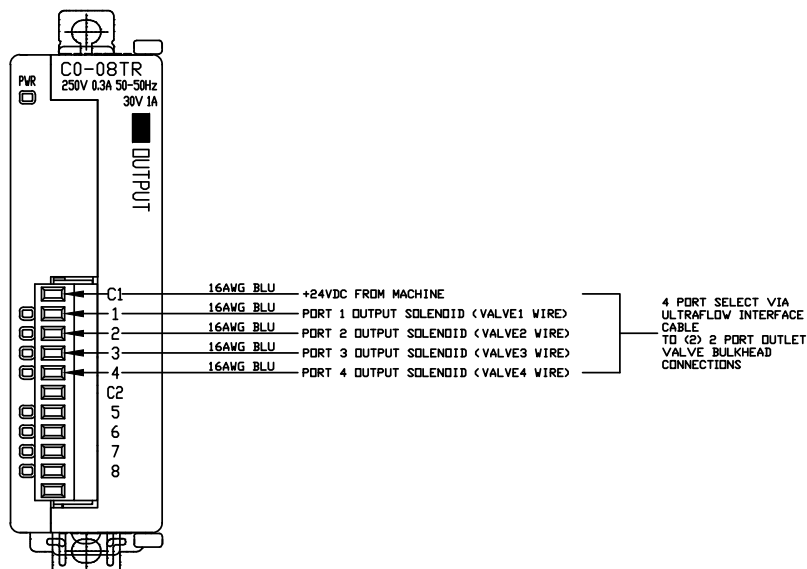 C0-08TR
PWR
250V 0.3A 50-50Hz
30V 1A
OUTPUT
C1 16AWG BLU +24VDC FROM MACHINE
1 16AWG BLU PORT 1 OUTPUT SOLENOID (VALVE1 WIRE)
2 16AWG BLU PORT 2 OUTPUT SOLENOID (VALVE2 WIRE)
3 16AWG BLU PORT 3 OUTPUT SOLENOID (VALVE3 WIRE)
4 16AWG BLU PORT 4 OUTPUT SOLENOID (VALVE4 WIRE)
C2
5
6
7
8
4 PORT SELECT VIA
ULTRAFLOW INTERFACE
CABLE
TO (2) 2 PORT OUTLET
VALVE BULKHEAD
CONNECTIONS